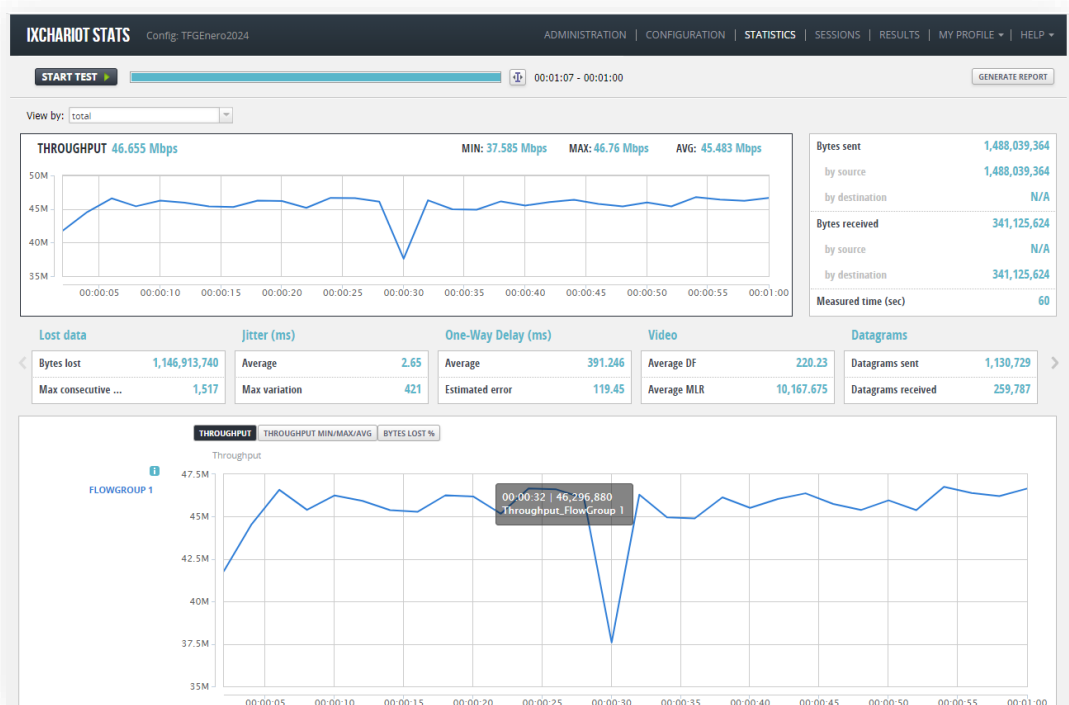 IXCHARIOT STATS Config: TFGEnero2024 ADMINISTRATION | CONFIGURATION | STATISTICS | SESSIONS | RESULTS | MY PROFILE | HELP
START TEST 00:01:07 - 00:01:00 GENERATE REPORT
View by: total
THROUGHPUT 46.655 Mbps MIN: 37.585 Mbps MAX: 46.76 Mbps AVG: 45.483 Mbps
50M
45M
40M
35M
00:00:05 00:00:10 00:00:15 00:00:20 00:00:25 00:00:30 00:00:35 00:00:40 00:00:45 00:00:50 00:00:55 00:01:00
Bytes sent 1,488,039,364
by source 1,488,039,364
by destination N/A
Bytes received 341,125,624
by source N/A
by destination 341,125,624
Measured time (sec) 60
Lost data
Bytes lost 1,146,913,740
Max consecutive ... 1,517
Jitter (ms)
Average 2.65
Max variation 421
One-Way Delay (ms)
Average 391.246
Estimated error 119.45
Video
Average DF 220.23
Average MLR 10,167.675
Datagrams
Datagrams sent 1,130,729
Datagrams received 259,787
THROUGHPUT THROUGHPUT MIN/MAX/AVG BYTES LOST %
Throughput
FLOWGROUP 1
47.5M
45M
42.5M
40M
37.5M
35M
00:00:32 | 46,296,880
Throughput_FlowGroup 1
00:00:05 00:00:10 00:00:15 00:00:20 00:00:25 00:00:30 00:00:35 00:00:40 00:00:45 00:00:50 00:00:55 00:01:00